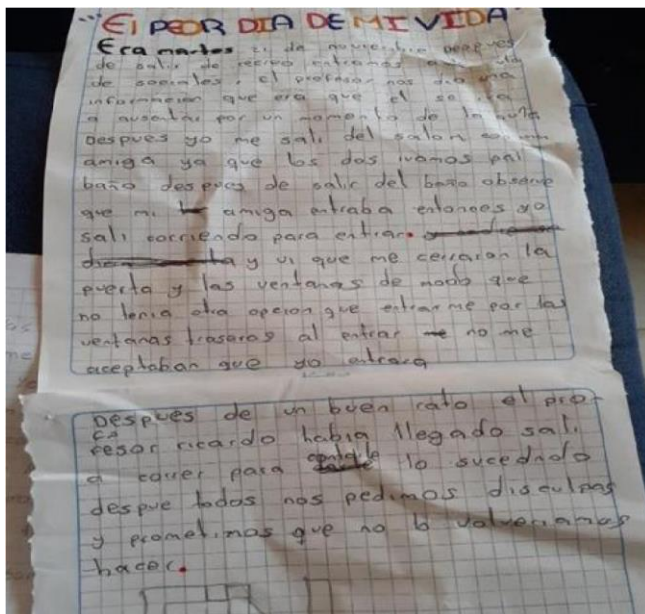 "El PEOR DIA DE MI VIDA
Era martes 21 de noviembre despues
de salir de recreo entramos aula
de sociales, el profesor nos dio una
informacion que era que el se iba
a ausentar por un momento de la aula
Despues yo me sali del salon con mi
amiga ya que los dos ivamos pal
baño despues de salir del baño observe
que mi amiga entraba entonges yo
sali corriendo para entrar.
y vi que me cerraron la
puerta y las ventanas de modo que
no tenia otra opcion que entrarme por las
ventanas traseras al entrar no me
aceptaban que yo entrara
Despues de un buen rato el pro-
fesor ricardo habia llegado sali
a correr para contarle lo sucedido
despue todos nos pedimos disculpas
y prometimos que no lo volveriamos
hacer.